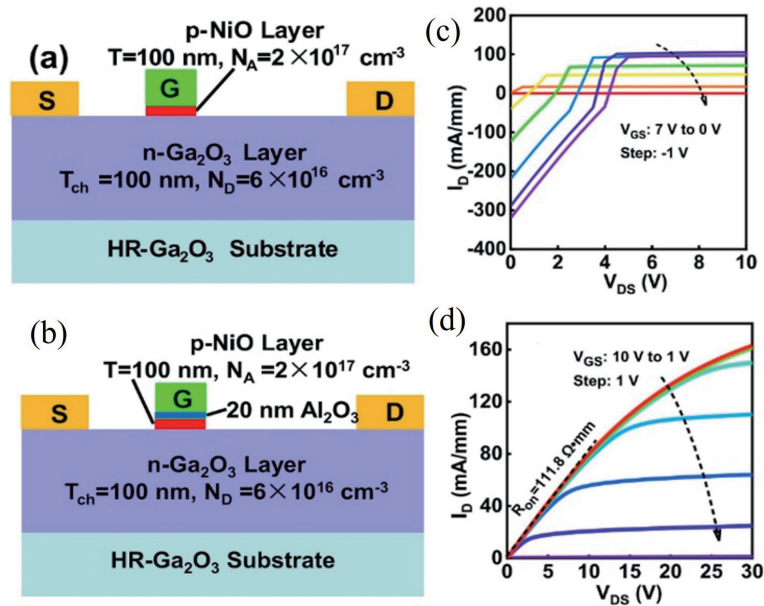 (a)
p-NiO Layer
T=100 nm, N_A=2×10^17 cm^-3
S
G
D
n-Ga₂O₃ Layer
T_ch=100 nm, N_D=6×10^16 cm^-3
HR-Ga₂O₃ Substrate
(b)
p-NiO Layer
T=100 nm, N_A=2×10^17 cm^-3
S
G
20 nm Al₂O₃
D
n-Ga₂O₃ Layer
T_ch=100 nm, N_D=6×10^16 cm^-3
HR-Ga₂O₃ Substrate
(c)
200
100
0
-100
-200
-300
-400
I_D (mA/mm)
V_GS: 7 V to 0 V
Step: -1 V
0 2 4 6 8 10
V_DS (V)
(d)
160
120
80
40
0
I_D (mA/mm)
V_GS: 10 V to 1 V
Step: 1 V
R_on=111.8 Ω•mm
0 5 10 15 20 25 30
V_DS (V)